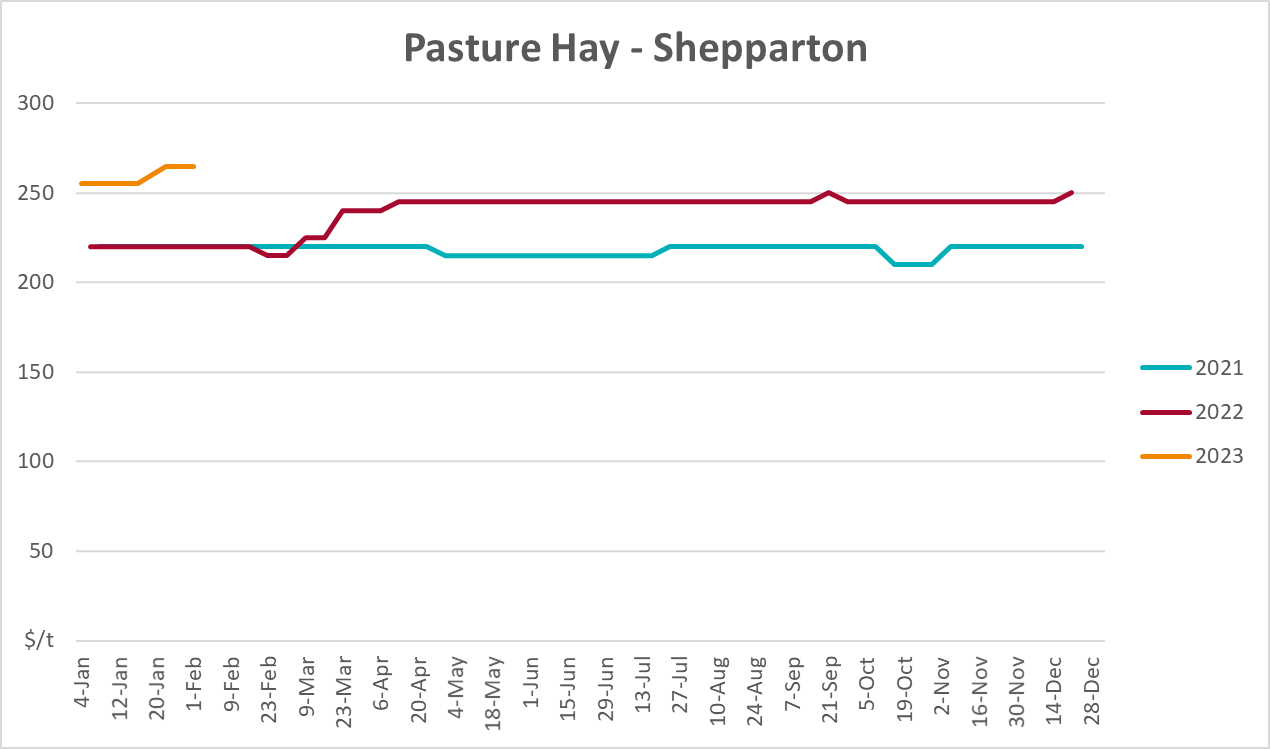 Pasture Hay - Shepparton
300
250
200
150
100
50
$/t
4-Jan
12-Jan
20-Jan
1-Feb
9-Feb
23-Feb
9-Mar
23-Mar
6-Apr
20-Apr
4-May
18-May
1-Jun
15-Jun
29-Jun
13-Jul
27-Jul
10-Aug
24-Aug
7-Sep
21-Sep
5-Oct
19-Oct
2-Nov
16-Nov
30-Nov
14-Dec
28-Dec
2021
2022
2023